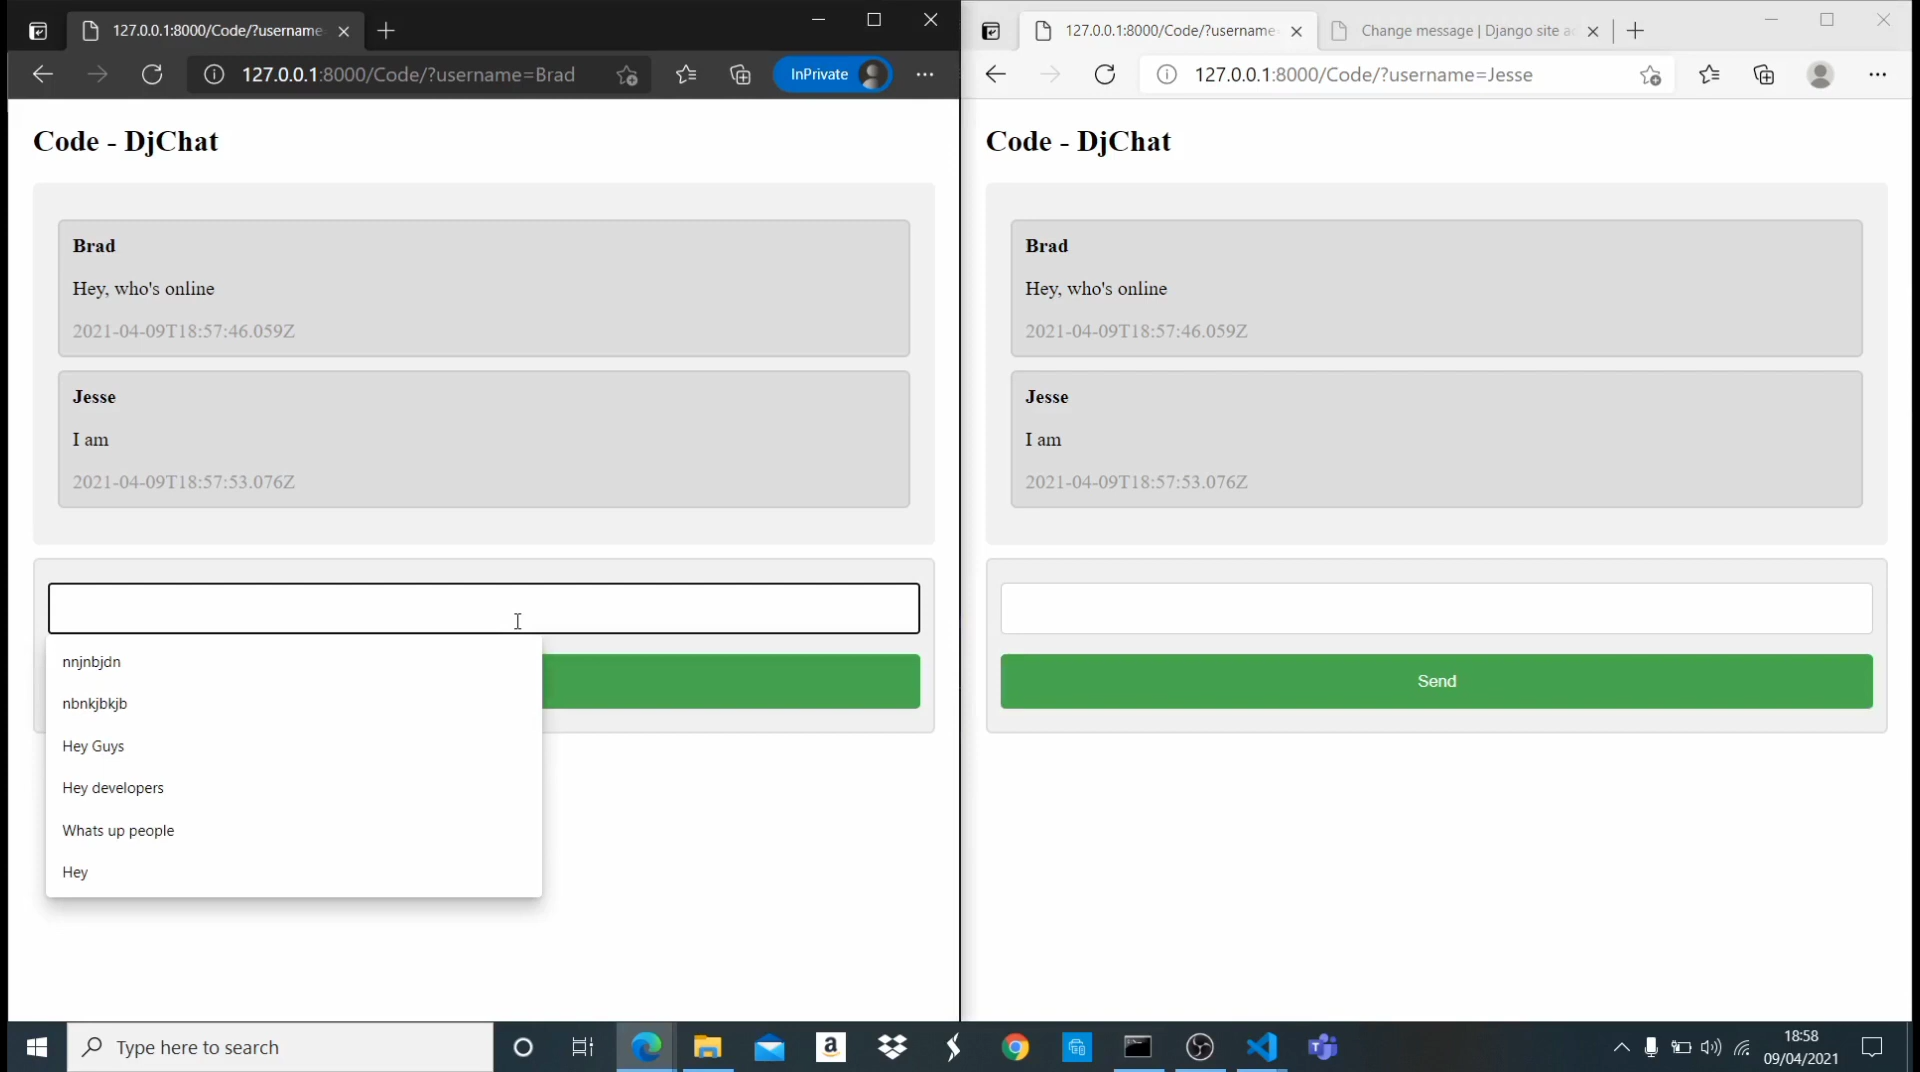 127.0.0.1:8000/Code/?username
127.0.0.1:8000/Code/?username=Brad
InPrivate
Code - DjChat
Brad
Hey, who's online
2021-04-09T18:57:46.059Z
Jesse
I am
2021-04-09T18:57:53.076Z
nnjnbjdn
nbnkjbkjb
Hey Guys
Hey developers
Whats up people
Hey
127.0.0.1:8000/Code/?username
Change message | Django site a
127.0.0.1:8000/Code/?username=Jesse
Code - DjChat
Brad
Hey, who's online
2021-04-09T18:57:46.059Z
Jesse
I am
2021-04-09T18:57:53.076Z
Send
Type here to search
18:58
09/04/2021